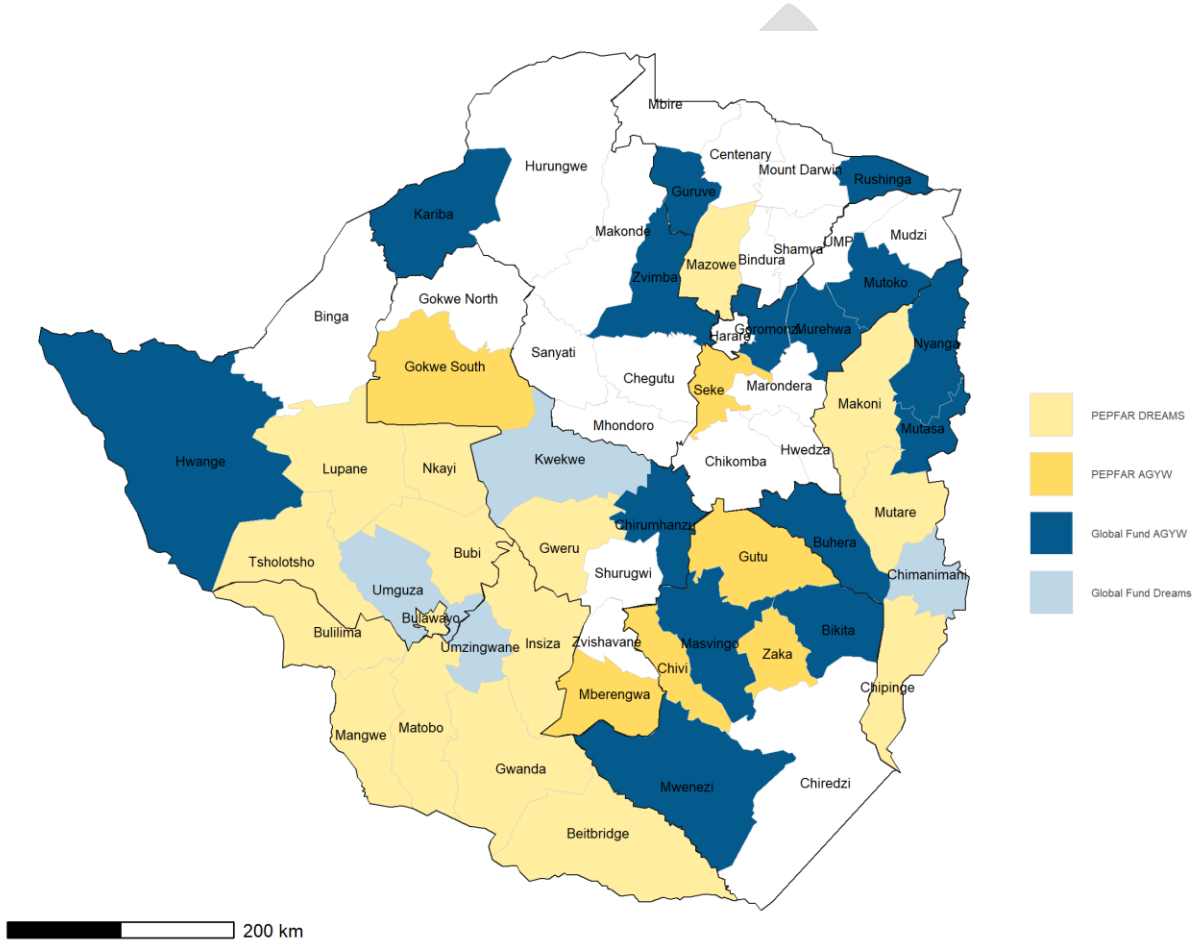 Mbire
Centenary
Hurungwe
Mount Darwin
Rushinga
Guruve
Kariba
Makonde
Mudzi
UMP
Shamva
Bindura
Mazowe
Zvimba
Mutoko
Gokwe North
Binga
Harare
Goromonzi
Murehwa
Nyanga
Sanyati
Gokwe South
Chegutu
Seke
Marondera
Makoni
Mhondoro
Mutasa
Hwange
Lupane
Nkayi
Kwekwe
Chikomba
Hwedza
Mutare
Chirumhanzu
Buhera
Gweru
Bubi
Tsholotsho
Gutu
Shurugwi
Chimanimani
Umguza
Bulawayo
Bulilima
Umzingwane
Insiza
Zvishavane
Masvingo
Bikita
Zaka
Chivi
Mberengwa
Chipinge
Mangwe
Matobo
Gwanda
Mwenezi
Chiredzi
Beitbridge
PEPFAR DREAMS
PEPFAR AGYW
Global Fund AGYW
Global Fund Dreams
200 km